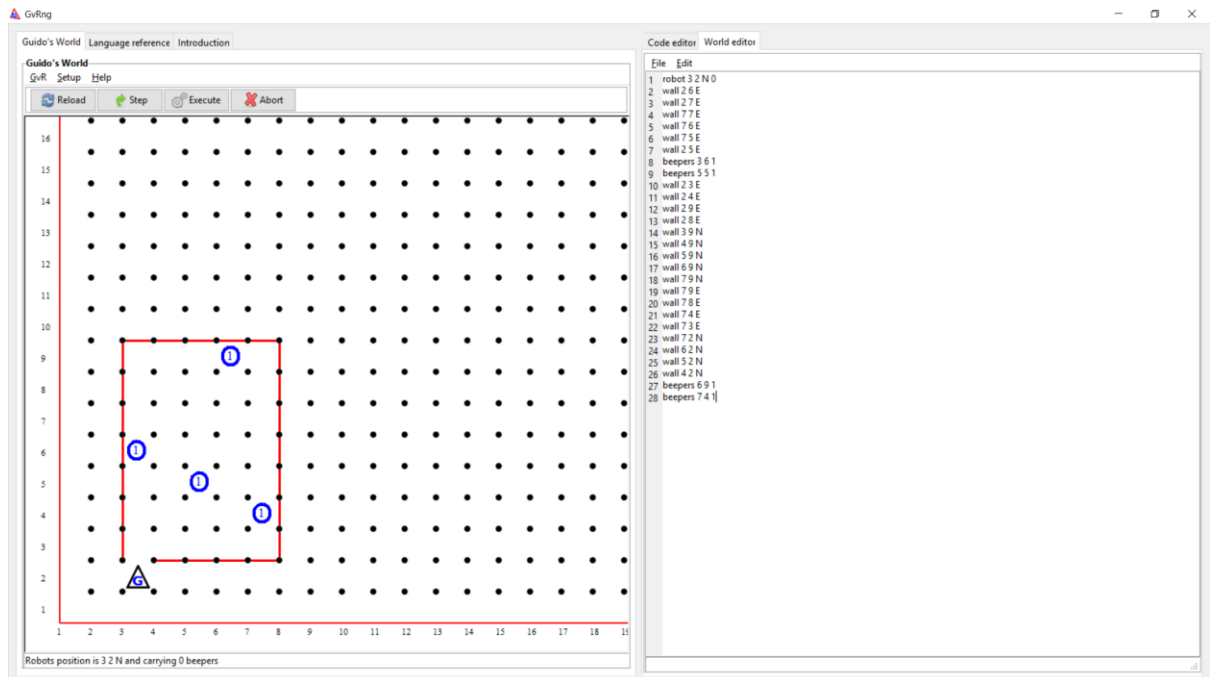 GvRng
Guido's World Language reference Introduction
Guido's World
GvR Setup Help
Reload Step Execute Abort
16
15
14
13
12
11
10
9
1
8
7
6
1
5
1
4
1
3
2
G
1
1 2 3 4 5 6 7 8 9 10 11 12 13 14 15 16 17 18 19
Robots position is 3 2 N and carrying 0 beepers
Code editor World editor
File Edit
1 robot 3 2 N 0
2 wall 2 6 E
3 wall 2 7 E
4 wall 7 7 E
5 wall 7 6 E
6 wall 7 5 E
7 wall 2 5 E
8 beepers 3 6 1
9 beepers 5 5 1
10 wall 2 3 E
11 wall 2 4 E
12 wall 2 9 E
13 wall 2 8 E
14 wall 3 9 N
15 wall 4 9 N
16 wall 5 9 N
17 wall 6 9 N
18 wall 7 9 N
19 wall 7 9 E
20 wall 7 8 E
21 wall 7 4 E
22 wall 7 3 E
23 wall 7 2 N
24 wall 6 2 N
25 wall 5 2 N
26 wall 4 2 N
27 beepers 6 9 1
28 beepers 7 4 1